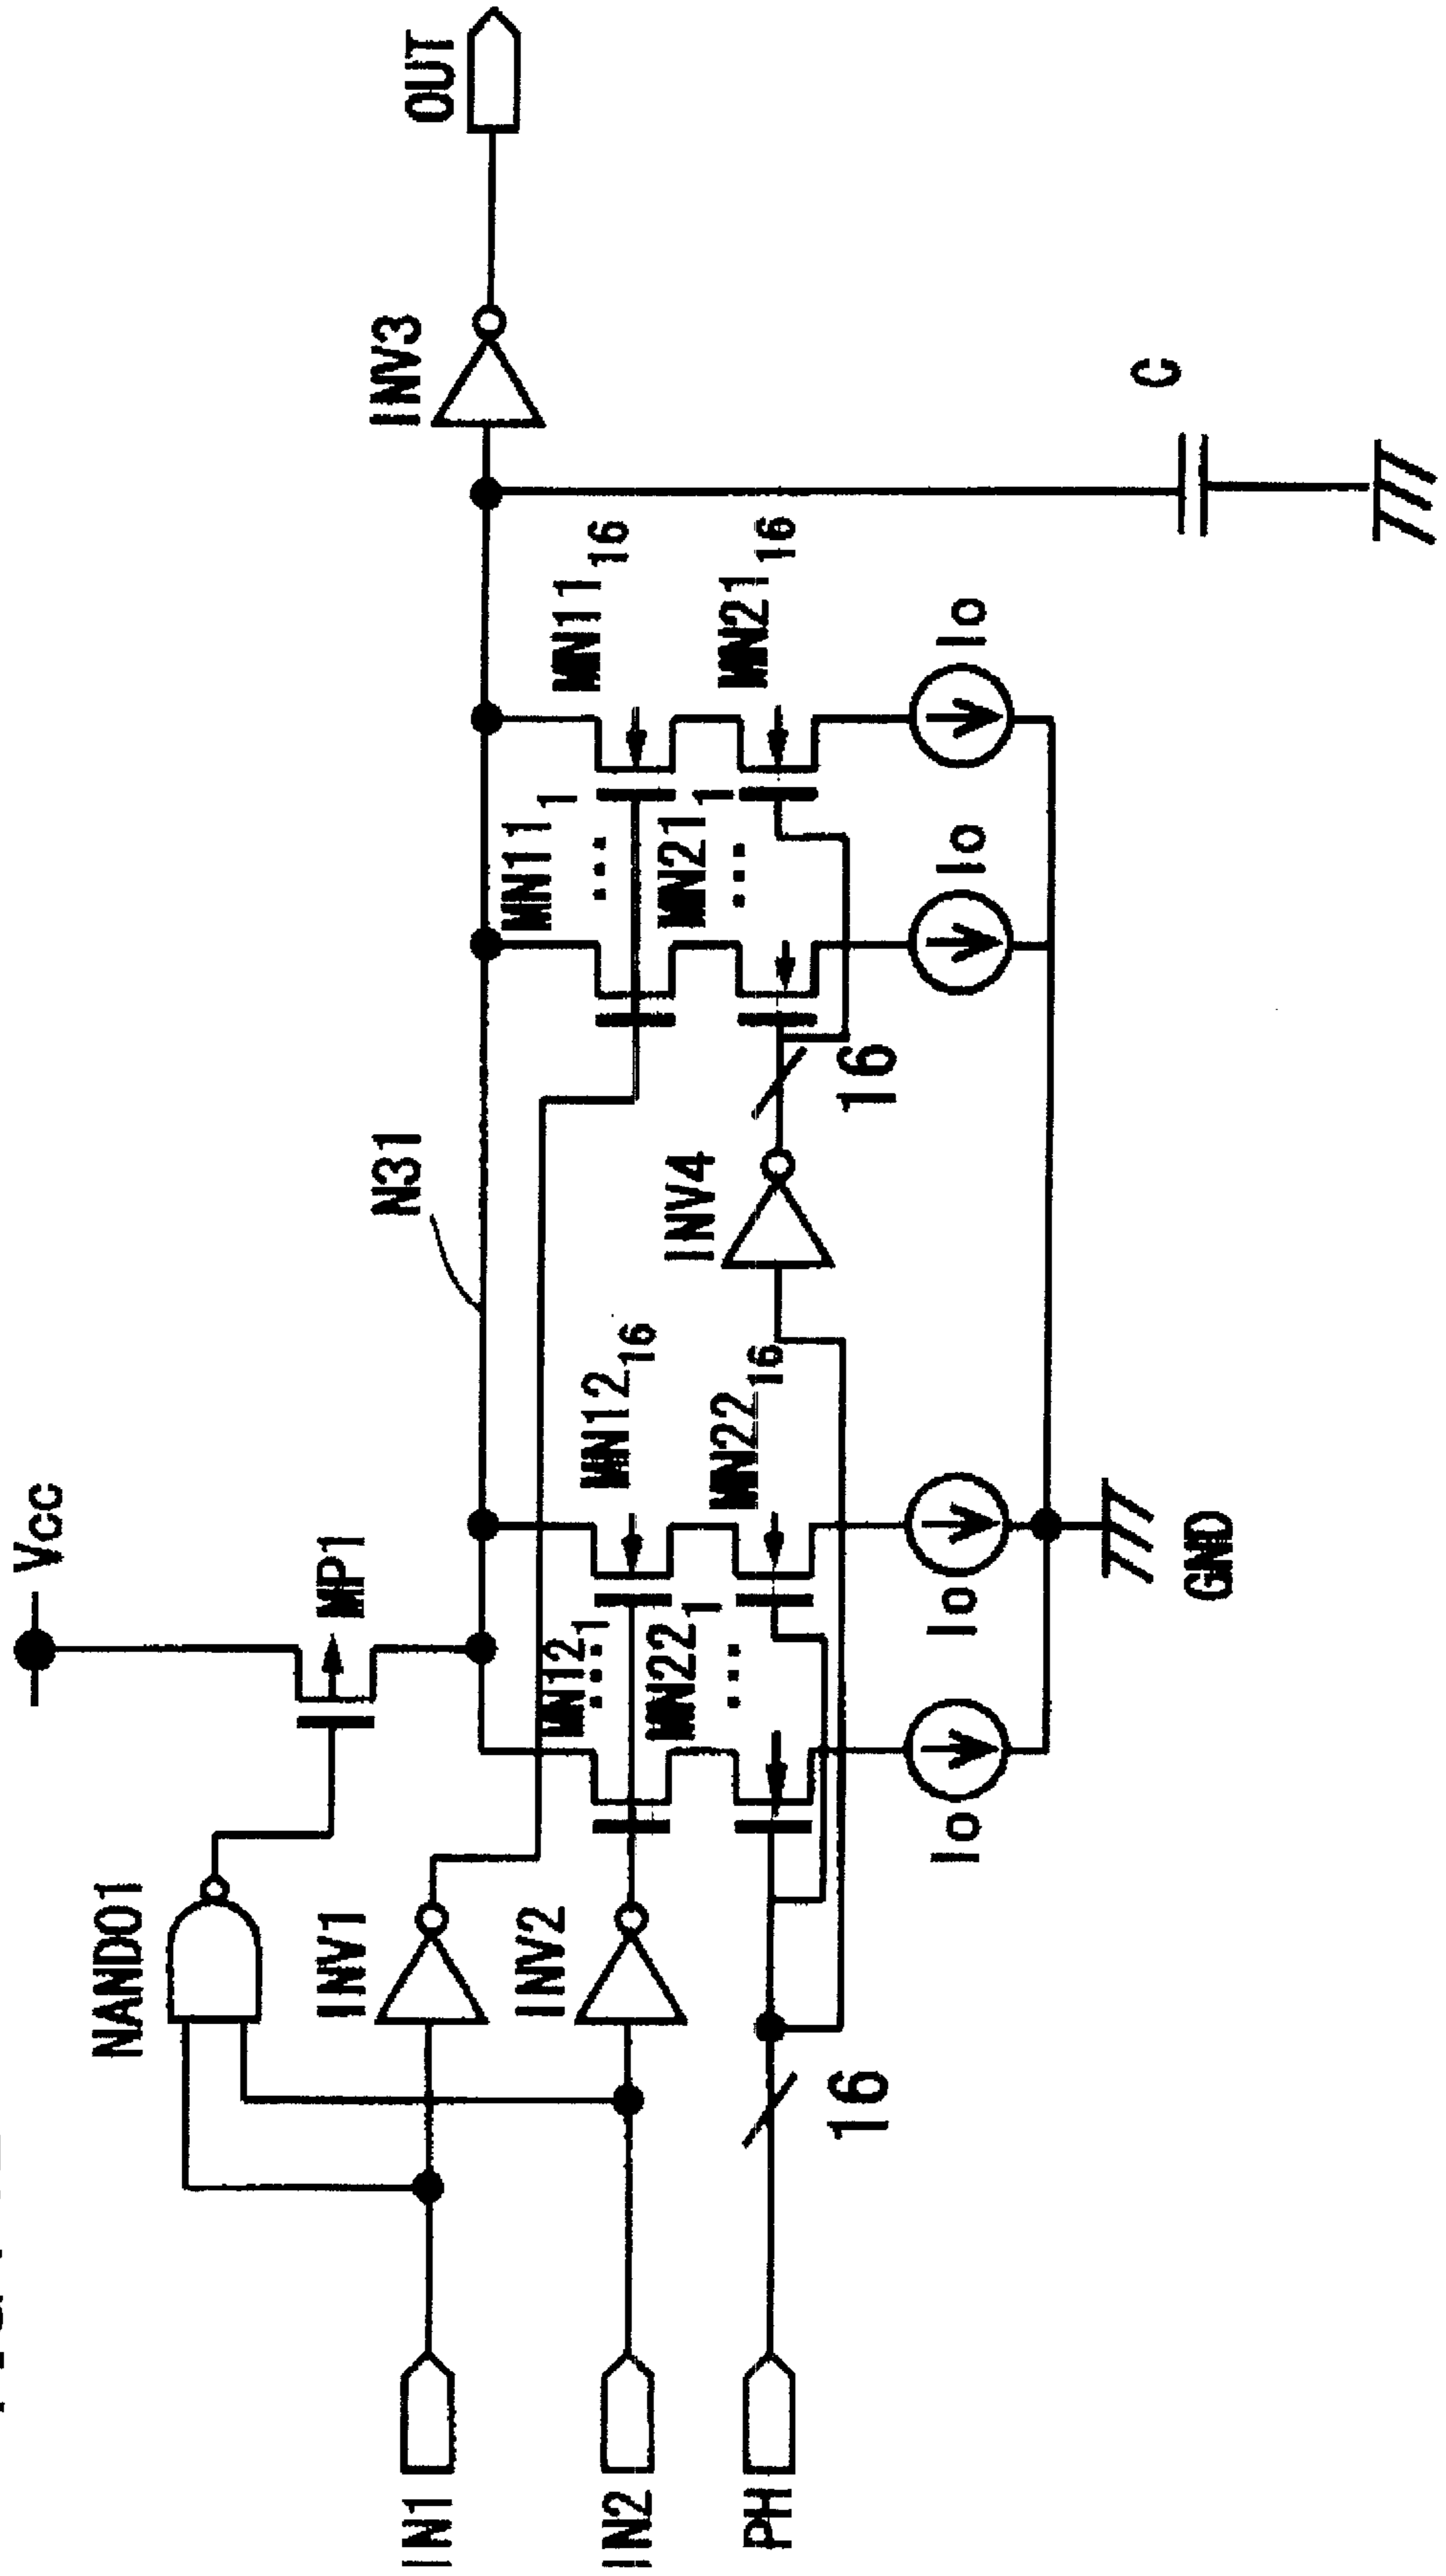 Vcc
NAND01
MP1
INV1
INV2
N31
INV3
OUT
MN12 1
MN12 16
MN11 1
MN11 16
MN22 1
MN22 16
INV4
MN21 1
MN21 16
IN1
IN2
PH
16
16
Io
Io
Io
Io
GND
C